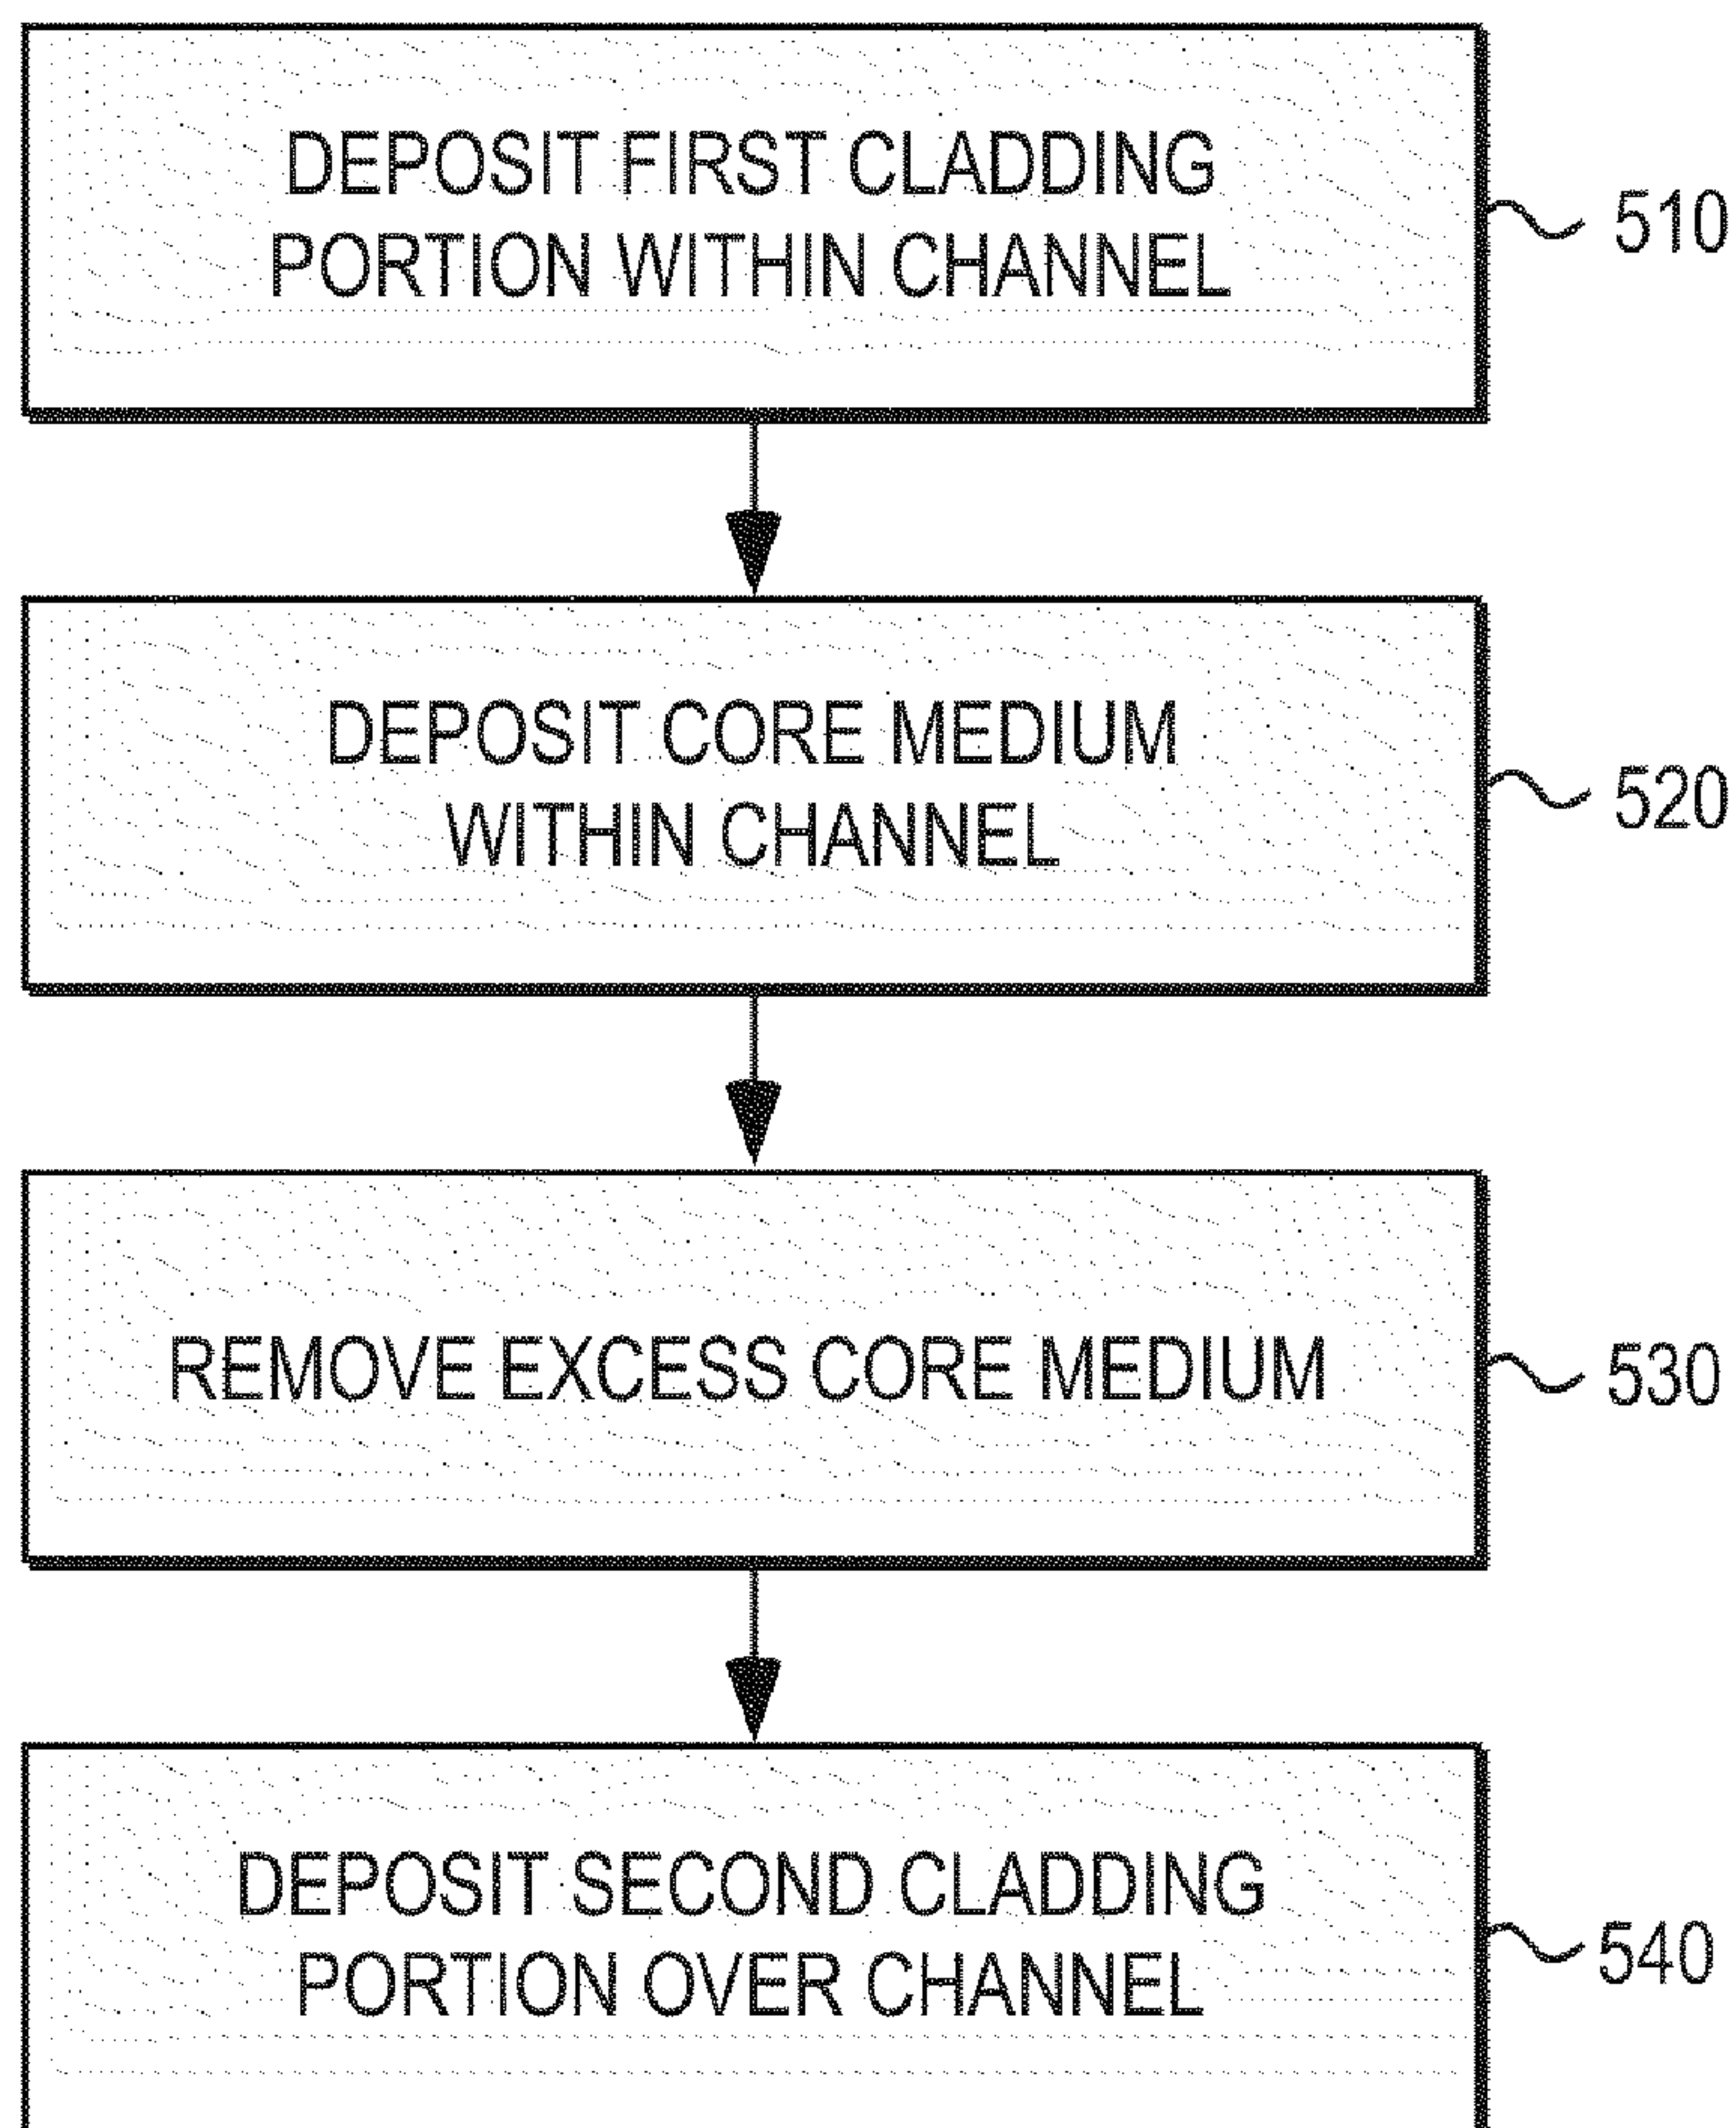 DEPOSIT FIRST CLADDING
PORTION WITHIN CHANNEL
510
DEPOSIT CORE MEDIUM
WITHIN CHANNEL
520
REMOVE EXCESS CORE MEDIUM
530
DEPOSIT SECOND CLADDING
PORTION OVER CHANNEL
540